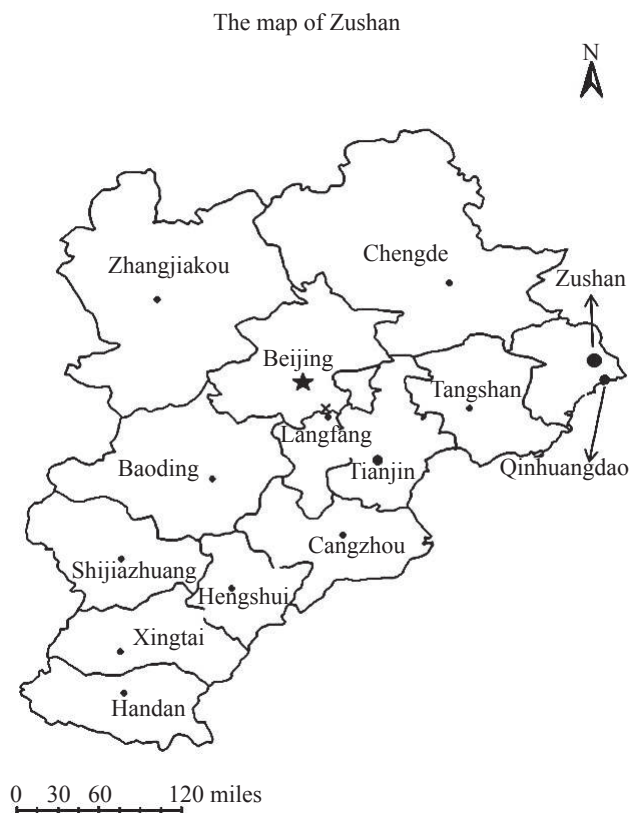 The map of Zushan
N
Chengde
Zhangjiakou
Zushan
Beijing
Tangshan
Langfang
Tianjin
Qinhuangdao
Baoding
Cangzhou
Shijiazhuang
Hengshui
Xingtai
Handan
0 30 60 120 miles